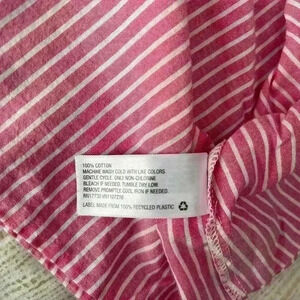 100% COTTON
MACHINE WASH COLD WITH LIKE COLORS
GENTLE CYCLE. ONLY NON-CHLORINE
BLEACH IF NEEDED. TUMBLE DRY LOW.
REMOVE PROMPTLY. COOL IRON IF NEEDED.
LABEL MADE FROM 100% RECYCLED PLASTIC